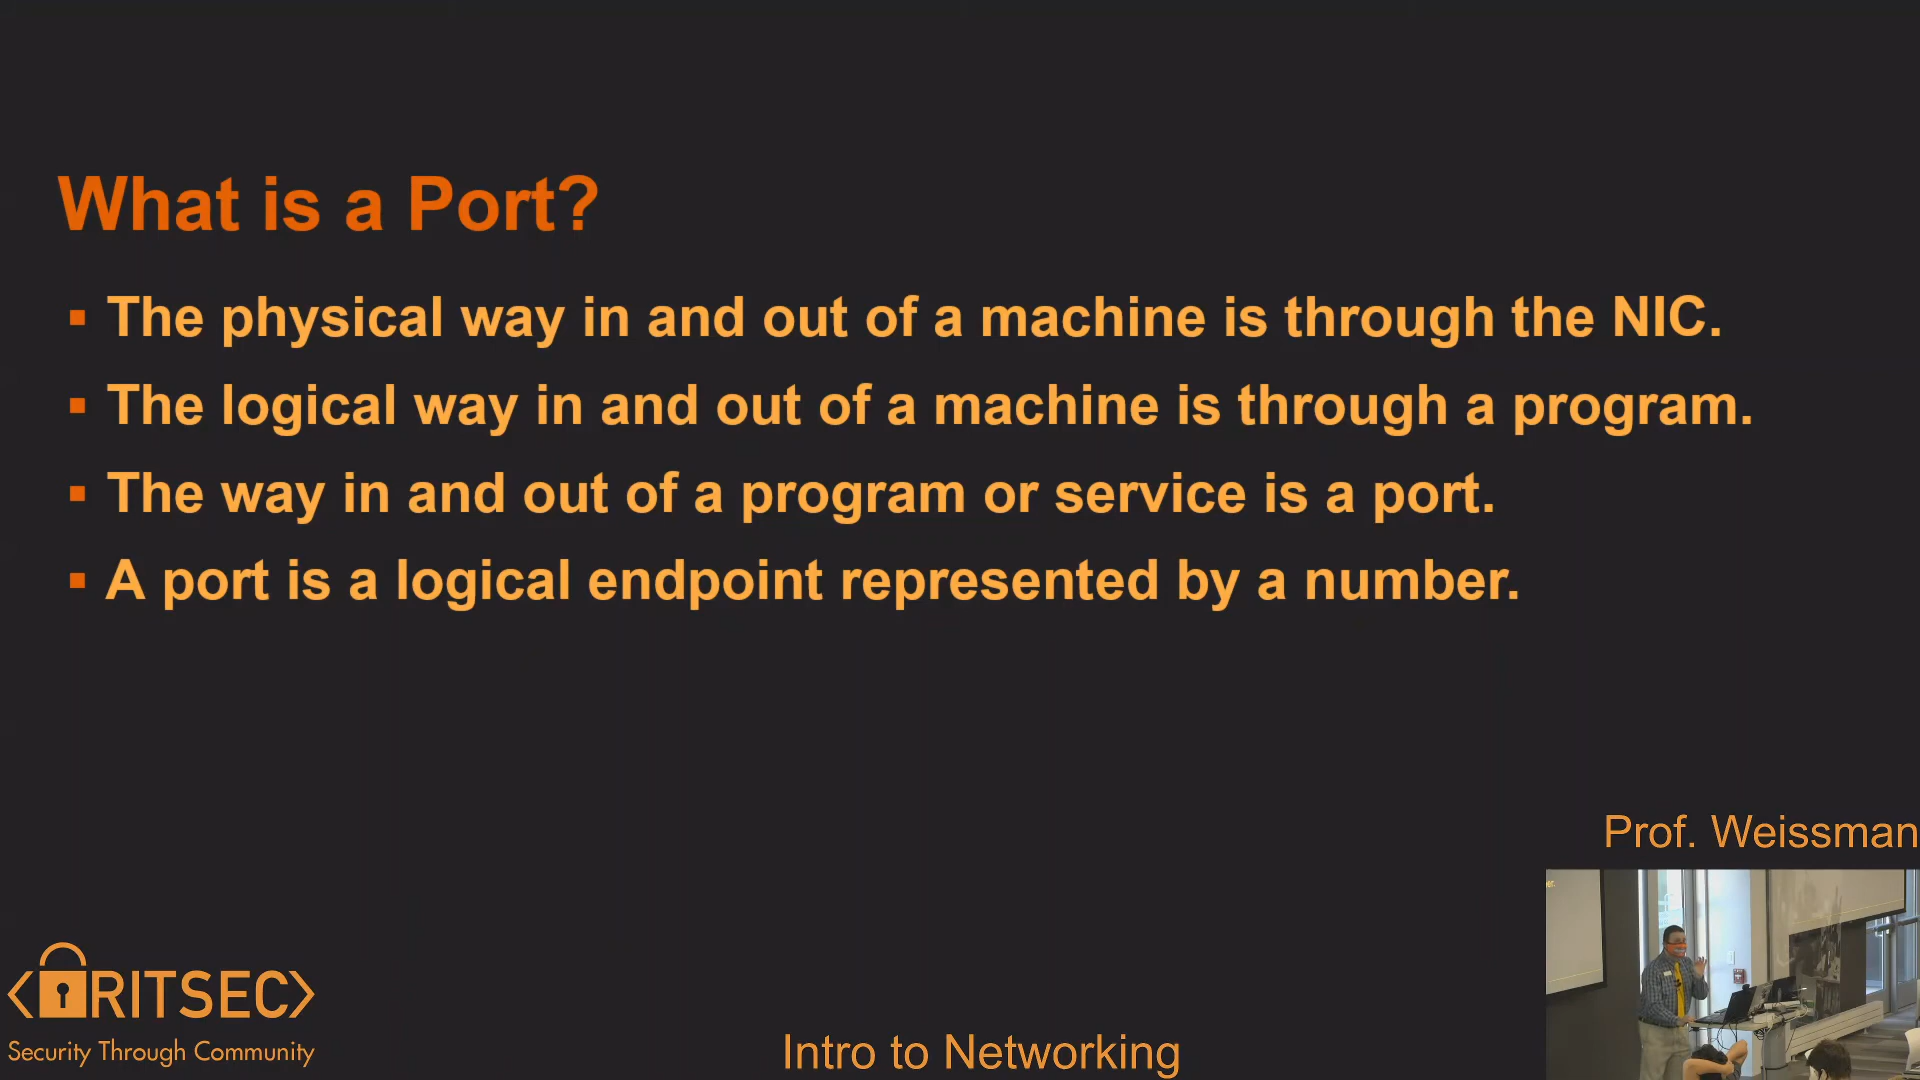 What is a Port?
The physical way in and out of a machine is through the NIC.
The logical way in and out of a machine is through a program.
The way in and out of a program or service is a port.
A port is a logical endpoint represented by a number.
Prof. Weissman
RITSEC
Security Through Community
Intro to Networking